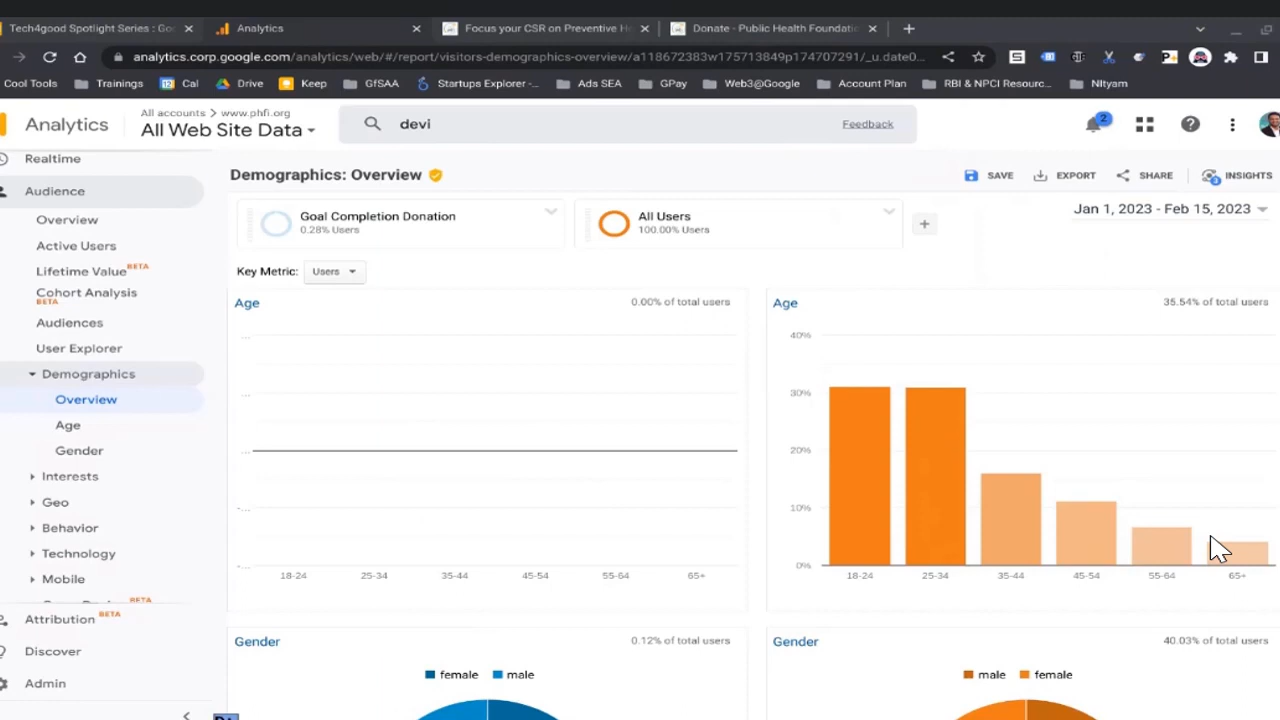 Tech4good Spotlight Series : Go
Analytics
Focus your CSR on Preventive H
Donate - Public Health Foundatio
analytics.corp.google.com/analytics/web/#/report/visitors-demographics-overview/a118672383w175713849p174707291/_u.date0...
Cool Tools
Trainings
Cal
Drive
Keep
GfSAA
Startups Explorer -...
Ads SEA
GPay
Web3@Google
Account Plan
RBI & NPCI Resourc...
NItyam
Analytics
All accounts > www.phfi.org
All Web Site Data
devi
Feedback
2
Realtime
Audience
Overview
Active Users
Lifetime Value BETA
Cohort Analysis
BETA
Audiences
User Explorer
Demographics
Overview
Age
Gender
Interests
Geo
Behavior
Technology
Mobile
BETA
Attribution BETA
Discover
Admin
Demographics: Overview
SAVE
EXPORT
SHARE
INSIGHTS
3
Goal Completion Donation
0.28% Users
All Users
100.00% Users
Jan 1, 2023 - Feb 15, 2023
Key Metric: Users
Age
0.00% of total users
18-24 25-34 35-44 45-54 55-64 65+
Age
35.54% of total users
40%
30%
20%
10%
0%
18-24 25-34 35-44 45-54 55-64 65+
Gender
0.12% of total users
female male
Gender
40.03% of total users
male female